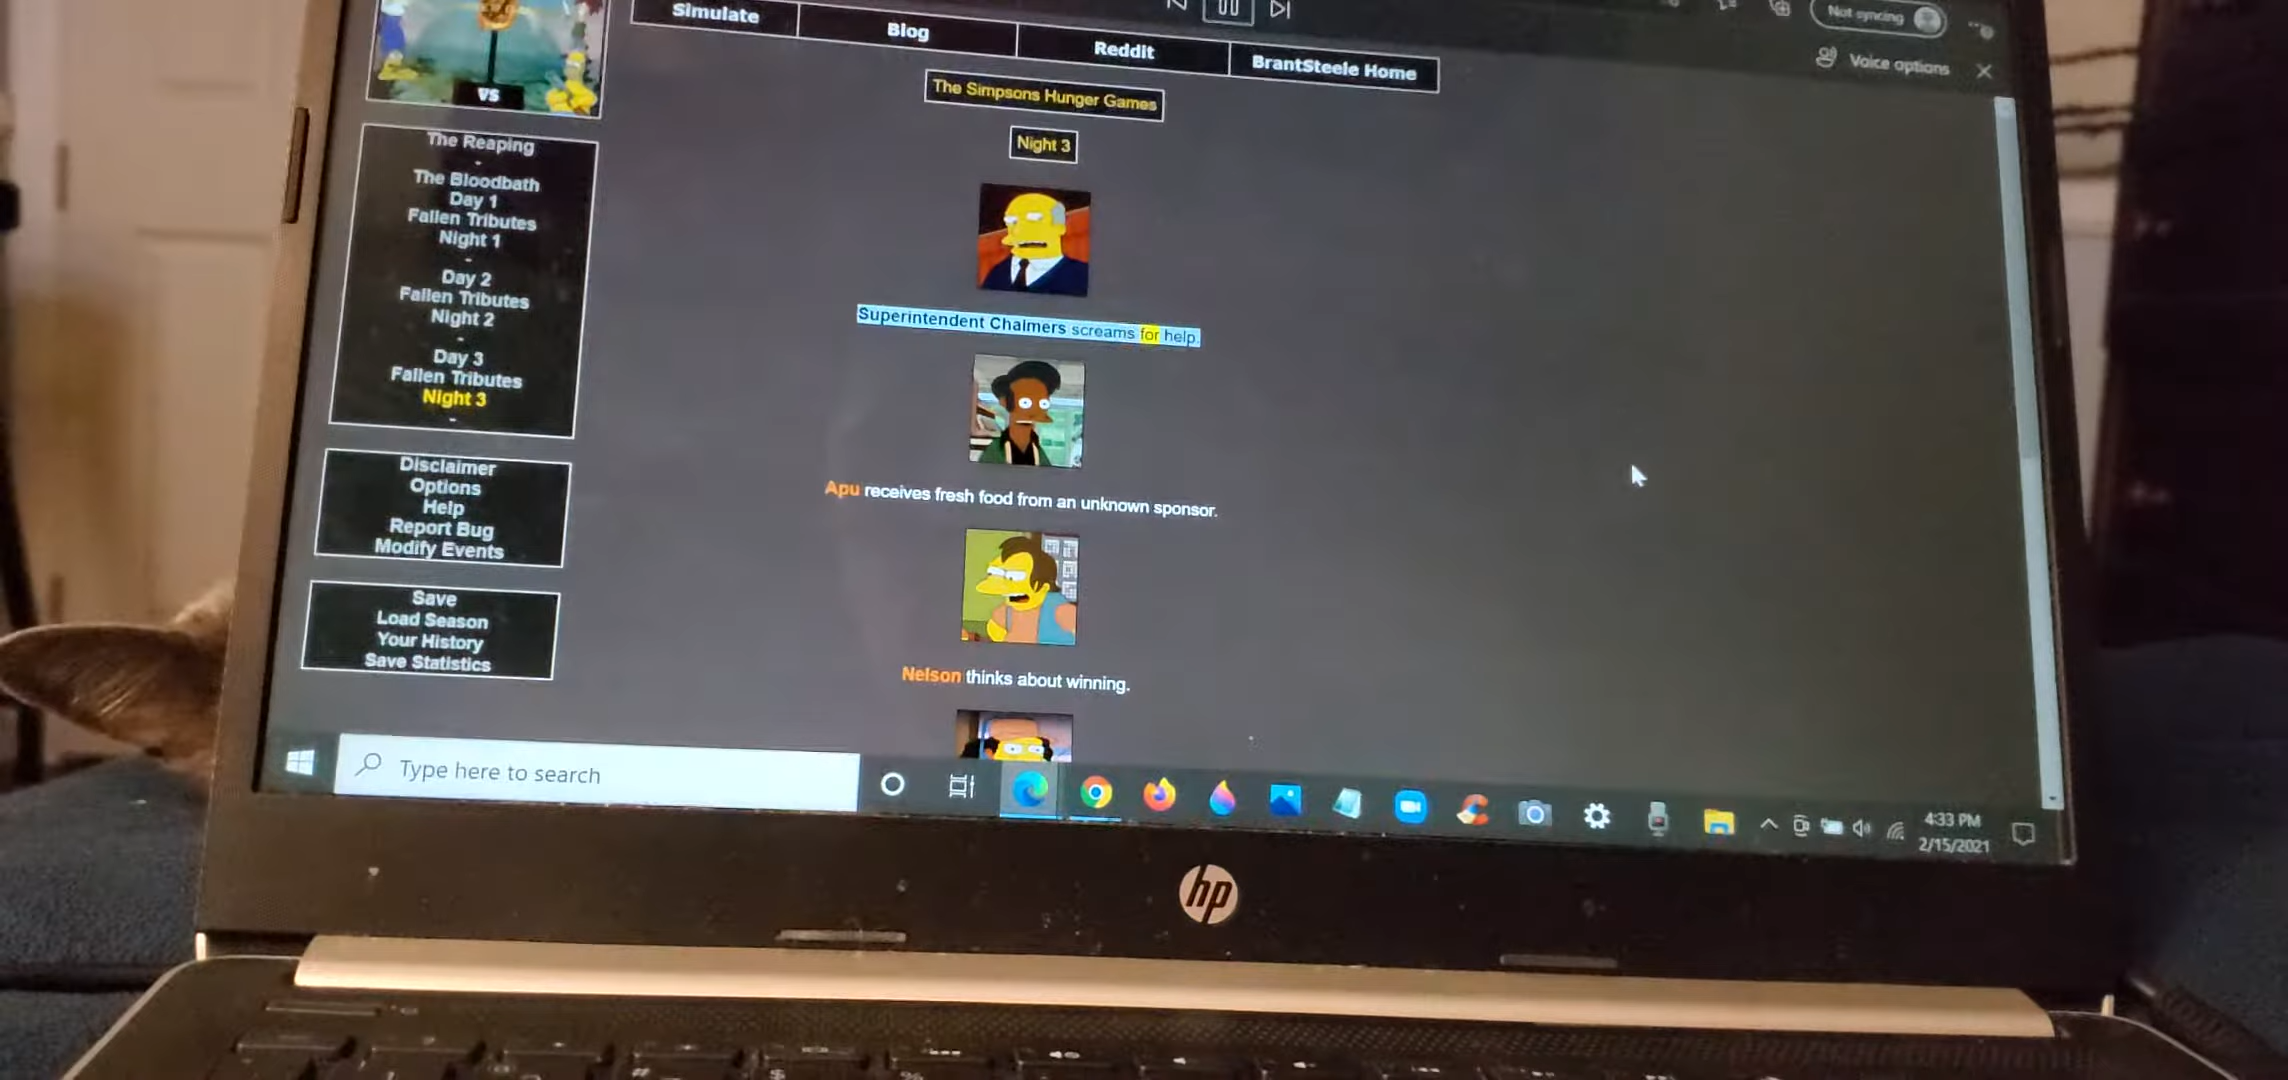 Not syncing
Voice options
Simulate
Blog
Reddit
BrantSteele Home
VS
The Simpsons Hunger Games
Night 3
The Reaping
-
The Bloodbath
Day 1
Fallen Tributes
Night 1
-
Day 2
Fallen Tributes
Night 2
-
Day 3
Fallen Tributes
Night 3
-
Disclaimer
Options
Help
Report Bug
Modify Events
Save
Load Season
Your History
Save Statistics
Superintendent Chalmers screams for help.
Apu receives fresh food from an unknown sponsor.
Nelson thinks about winning.
Type here to search
4:33 PM
2/15/2021
hp